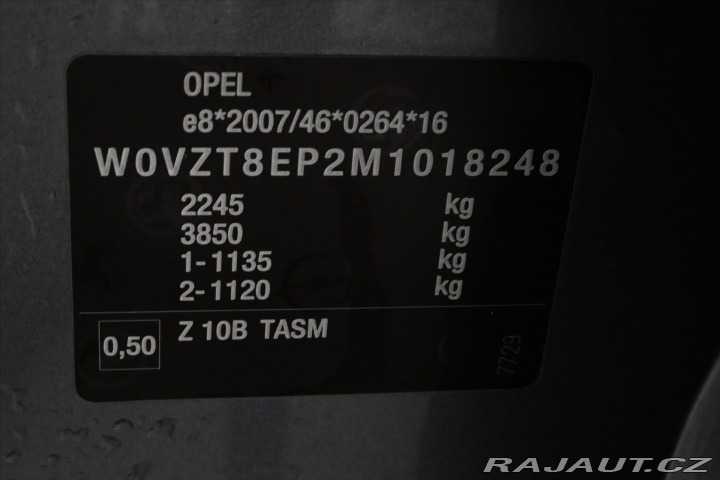 OPEL
e8*2007/46*0264*16
W0VZT8EP2M1018248
2245 kg
3850 kg
1-1135 kg
2-1120 kg
0,50 Z 10B TASM
7729
RAJAUT.CZ